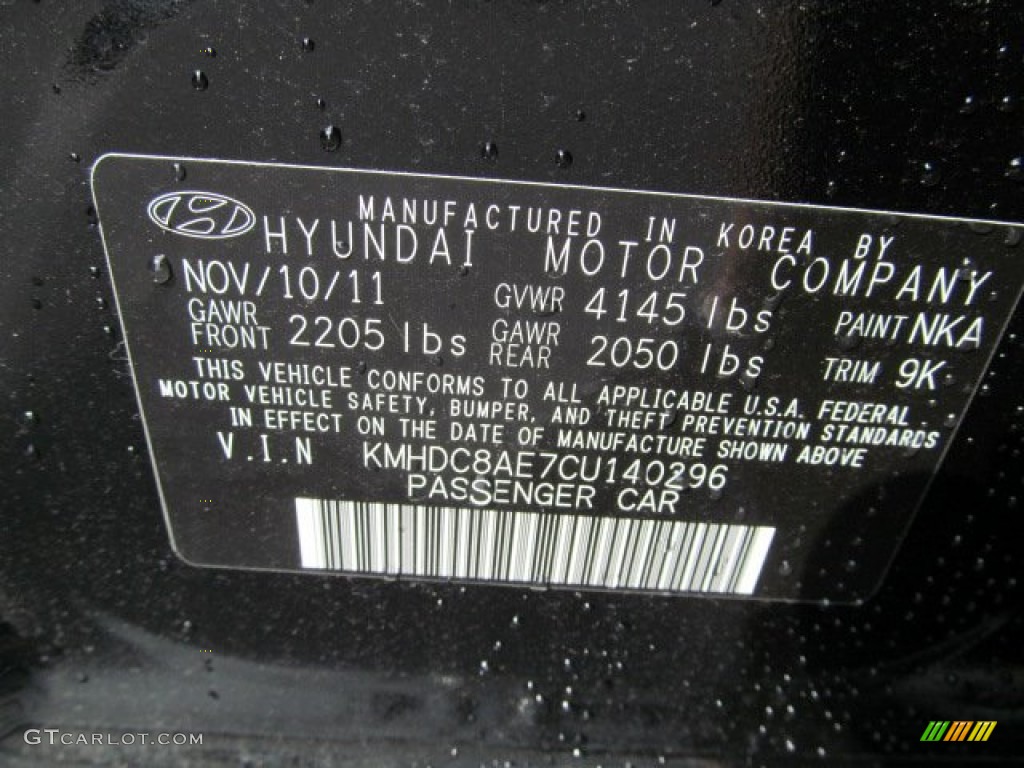 MANUFACTURED IN KOREA BY
HYUNDAI MOTOR COMPANY
NOV/10/11 GVWR 4145 lbs PAINT NKA
GAWR FRONT 2205 lbs GAWR REAR 2050 lbs TRIM 9K
THIS VEHICLE CONFORMS TO ALL APPLICABLE U.S.A. FEDERAL
MOTOR VEHICLE SAFETY, BUMPER, AND THEFT PREVENTION STANDARDS
IN EFFECT ON THE DATE OF MANUFACTURE SHOWN ABOVE
V.I.N KMHDC8AE7CU140296
PASSENGER CAR
GTCARLOT.COM